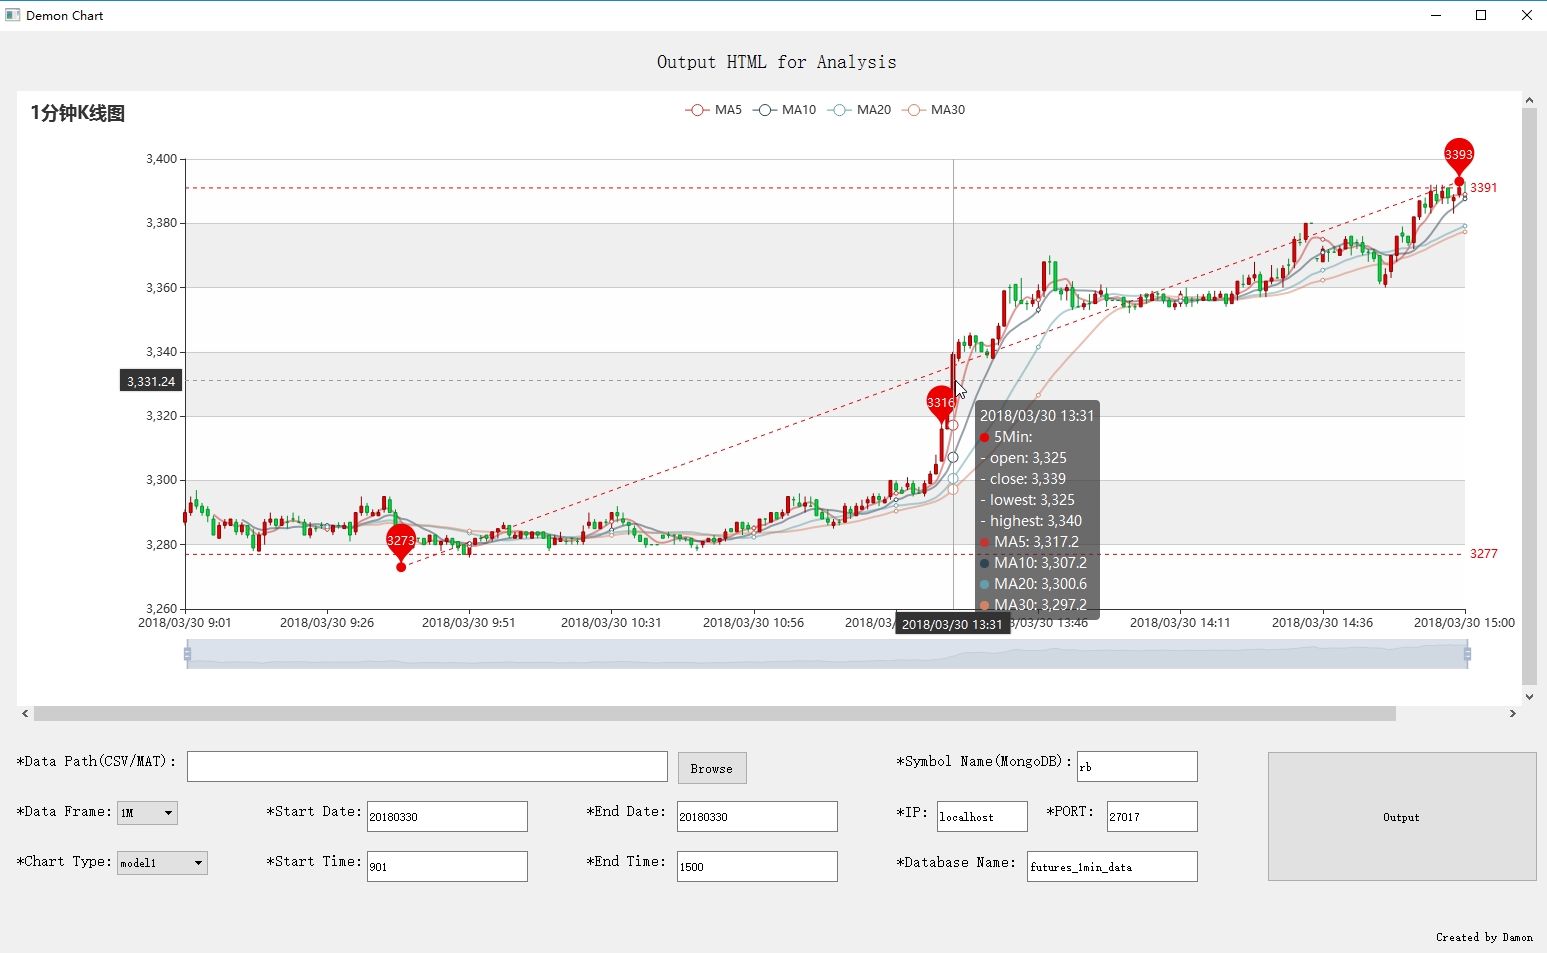 Demon Chart
Output HTML for Analysis
1分钟K线图
MA5 MA10 MA20 MA30
3,400
3393
3391
3,380
3,360
3,340
3,331.24
3,320
3316
2018/03/30 13:31
5Min:
- open: 3,325
- close: 3,339
- lowest: 3,325
- highest: 3,340
MA5: 3,317.2
MA10: 3,307.2
MA20: 3,300.6
MA30: 3,297.2
3,300
3273
3,280
3277
3,260
2018/03/30 9:01 2018/03/30 9:26 2018/03/30 9:51 2018/03/30 10:31 2018/03/30 10:56 2018/03/30 13:31 03/30 13:46 2018/03/30 14:11 2018/03/30 14:36 2018/03/30 15:00
*Data Path(CSV/MAT): Browse *Symbol Name(MongoDB): rb
*Data Frame: 1M *Start Date: 20180330 *End Date: 20180330 *IP: localhost *PORT: 27017 Output
*Chart Type: model1 *Start Time: 901 *End Time: 1500 *Database Name: futures_1min_data
Created by Damon